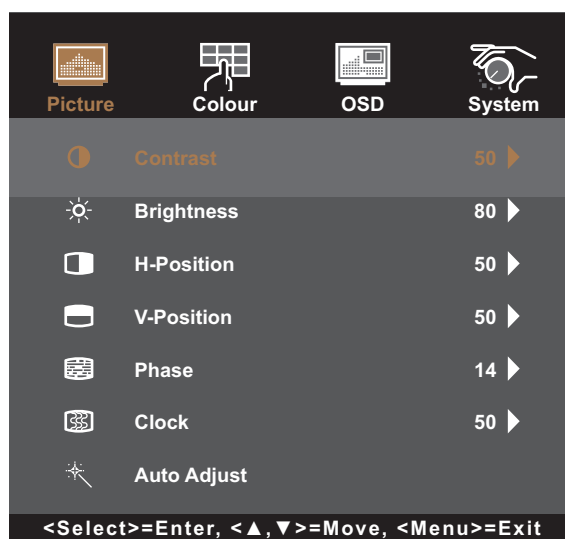 Picture Colour OSD System
Contrast 50
Brightness 80
H-Position 50
V-Position 50
Phase 14
Clock 50
Auto Adjust
<Select>=Enter, <▲,▼>=Move, <Menu>=Exit